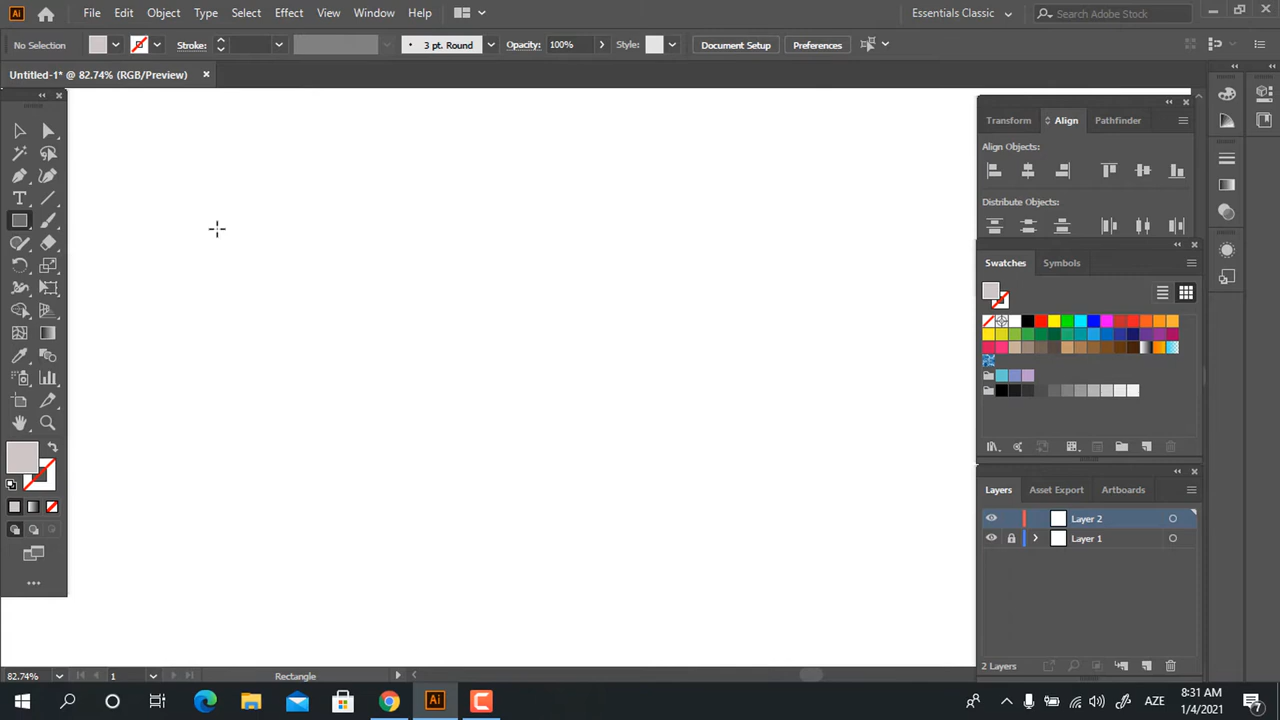 Ai File Edit Object Type Select Effect View Window Help Essentials Classic Search Adobe Stock
No Selection Stroke: 3 pt. Round Opacity: 100% Style: Document Setup Preferences
Untitled-1* @ 82.74% (RGB/Preview)
Transform Align Pathfinder
Align Objects:
Distribute Objects:
Swatches Symbols
Layers Asset Export Artboards
Layer 2
Layer 1
2 Layers
82.74% 1 Rectangle
Ai AZE 8:31 AM
1/4/2021 7